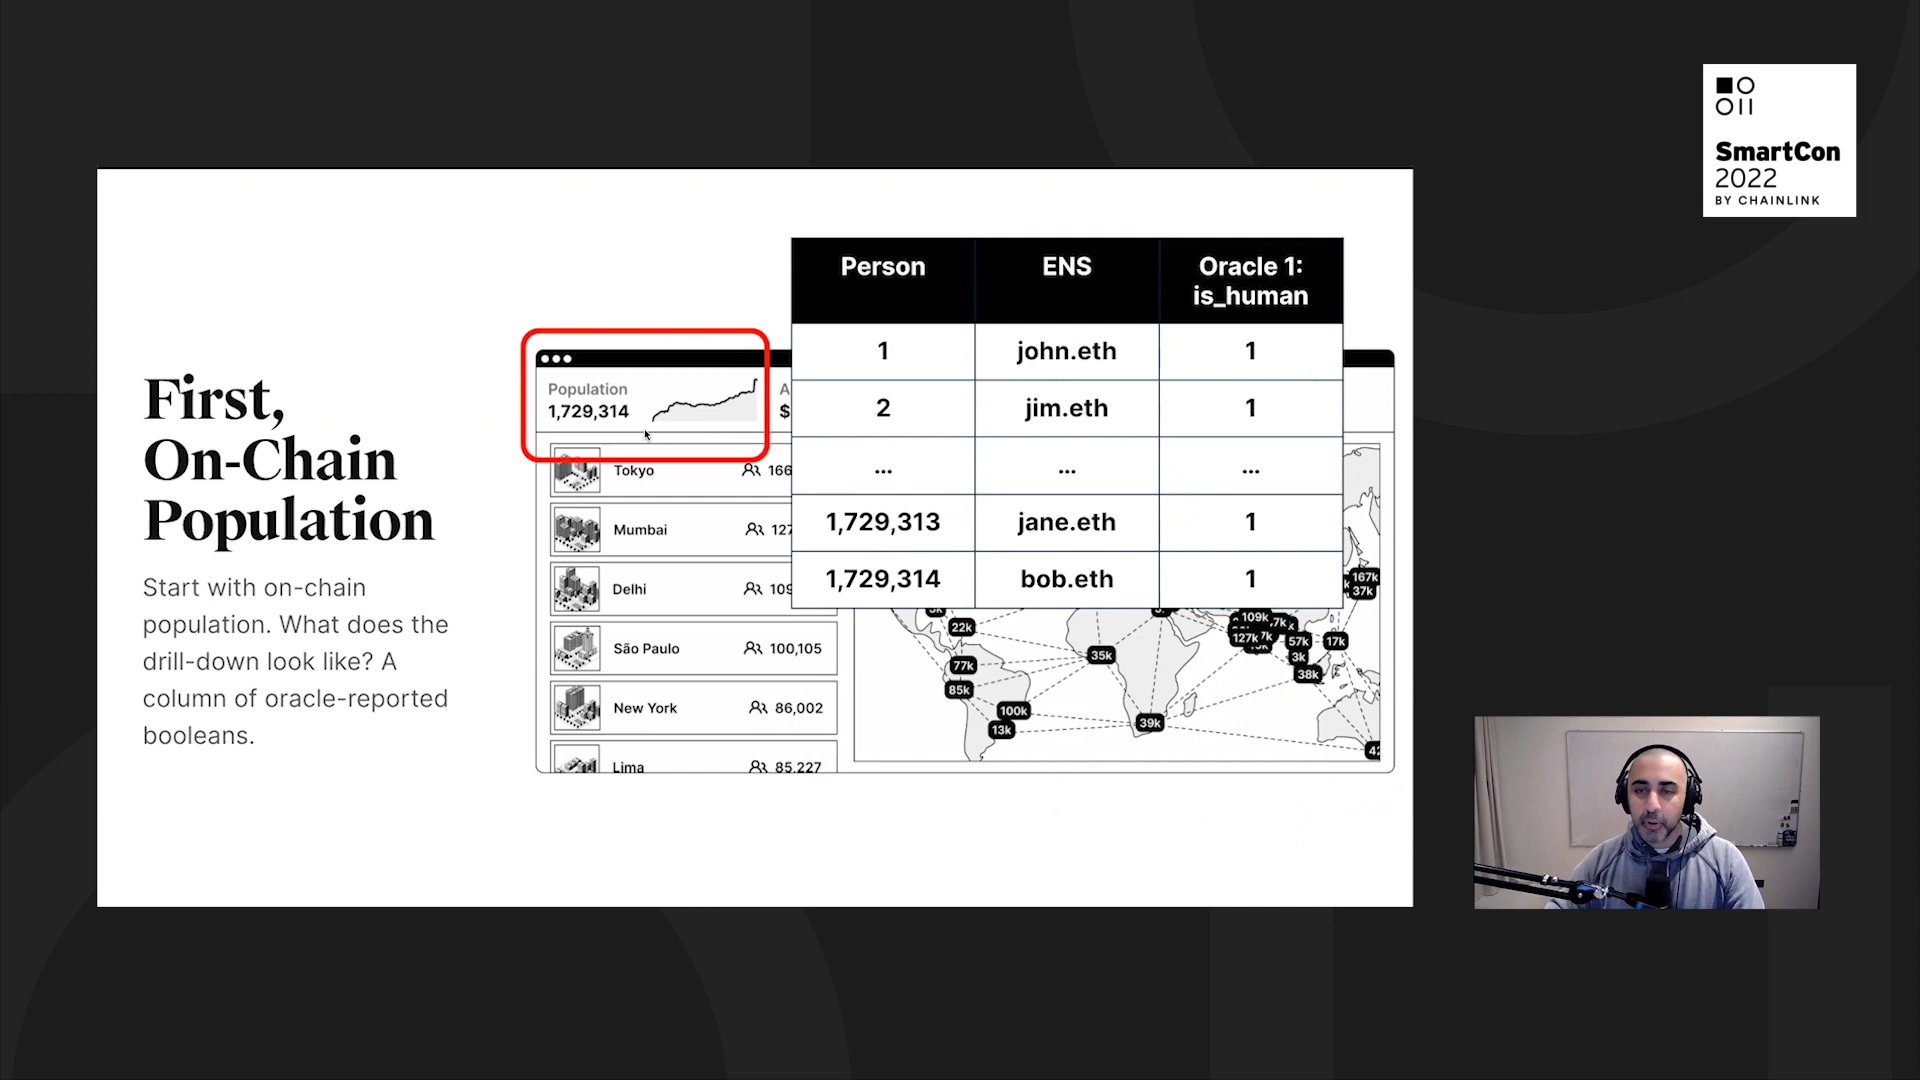 SmartCon
2022
BY CHAINLINK
First,
On-Chain
Population
Start with on-chain
population. What does the
drill-down look like? A
column of oracle-reported
booleans.
Population
1,729,314
A
$
Person ENS Oracle 1:
is_human
1 john.eth 1
2 jim.eth 1
... ... ...
1,729,313 jane.eth 1
1,729,314 bob.eth 1
Tokyo 166
Mumbai 127
Delhi 109
São Paulo 100,105
New York 86,002
Lima 85,227
22k
77k
85k
100k
13k
35k
39k
109k
127k
57k
3k
38k
17k
167k
37k